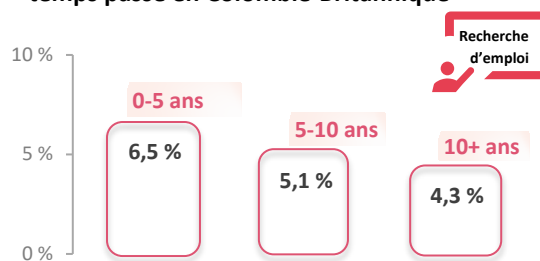 temps passé en Colombie-Britannique
Recherche
d'emploi
10 %
0-5 ans
5-10 ans
10+ ans
5 %
6,5 %
5,1 %
4,3 %
0 %